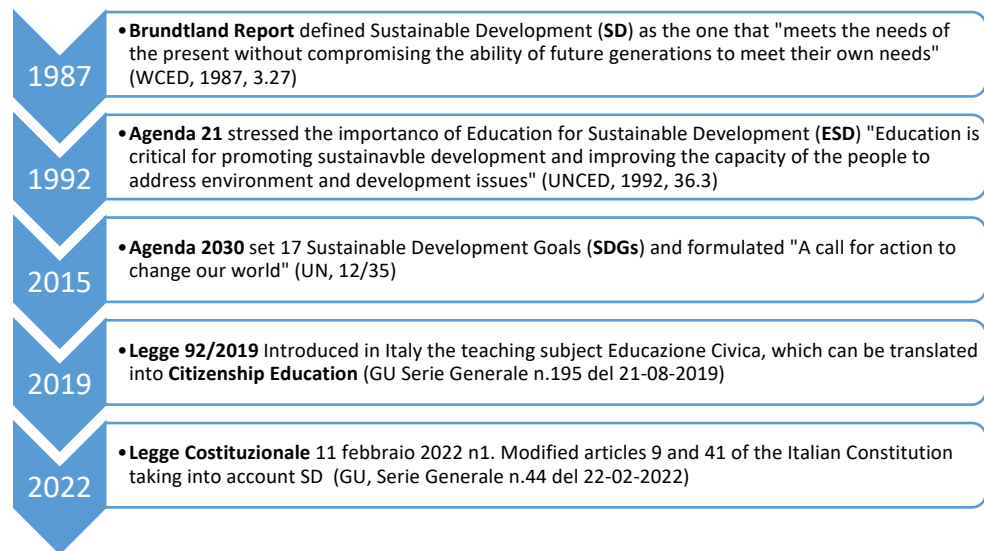 1987
•Brundtland Report defined Sustainable Development (SD) as the one that "meets the needs of
the present without compromising the ability of future generations to meet their own needs"
(WCED, 1987, 3.27)
1992
•Agenda 21 stressed the importanco of Education for Sustainable Development (ESD) "Education is
critical for promoting sustainavble development and improving the capacity of the people to
address environment and development issues" (UNCED, 1992, 36.3)
2015
•Agenda 2030 set 17 Sustainable Development Goals (SDGs) and formulated "A call for action to
change our world" (UN, 12/35)
2019
•Legge 92/2019 Introduced in Italy the teaching subject Educazione Civica, which can be translated
into Citizenship Education (GU Serie Generale n.195 del 21-08-2019)
2022
•Legge Costituzionale 11 febbraio 2022 n1. Modified articles 9 and 41 of the Italian Constitution
taking into account SD (GU, Serie Generale n.44 del 22-02-2022)